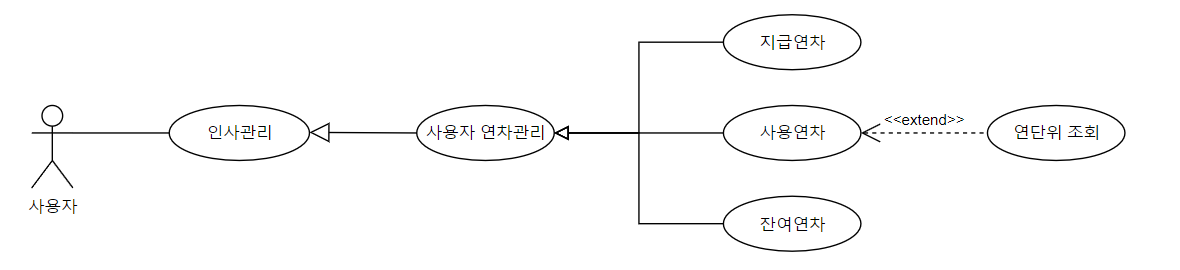 지급연차
<<extend>>
인사관리
사용자 연차관리
사용연차
연단위 조회
사용자
잔여연차